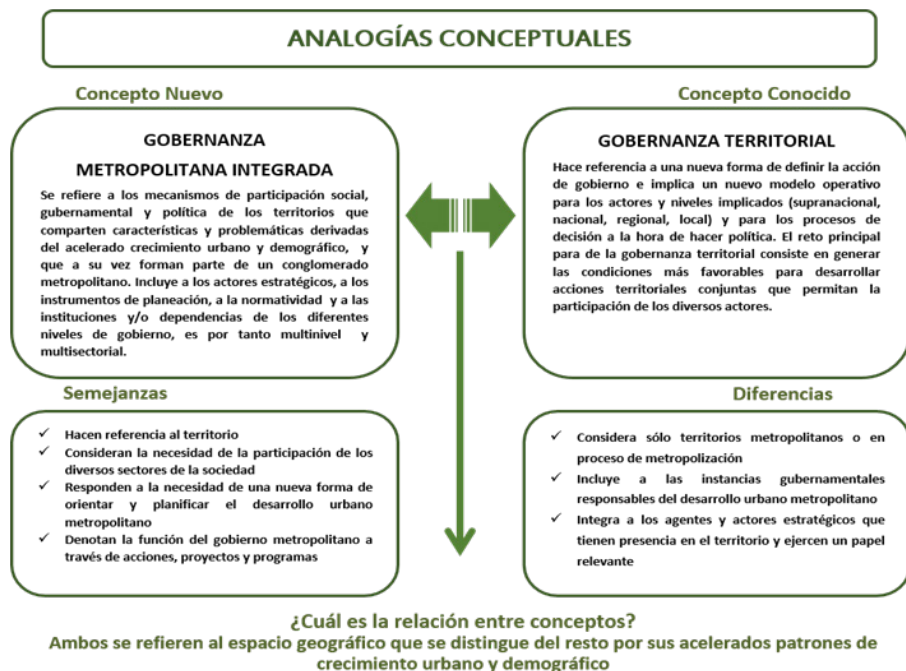 ANALOGÍAS CONCEPTUALES
Concepto Nuevo
GOBERNANZA
METROPOLITANA INTEGRADA
Se refiere a los mecanismos de participación social,
gubernamental y política de los territorios que
comparten características y problemáticas derivadas
del acelerado crecimiento urbano y demográfico, y
que a su vez forman parte de un conglomerado
metropolitano. Incluye a los actores estratégicos, a los
instrumentos de planeación, a la normatividad y a las
instituciones y/o dependencias de los diferentes
niveles de gobierno, es por tanto multinivel y
multisectorial.
Concepto Conocido
GOBERNANZA TERRITORIAL
Hace referencia a una nueva forma de definir la acción
de gobierno e implica un nuevo modelo operativo
para los actores y niveles implicados (supranacional,
nacional, regional, local) y para los procesos de
decisión a la hora de hacer política. El reto principal
para de la gobernanza territorial consiste en generar
las condiciones más favorables para desarrollar
acciones territoriales conjuntas que permitan la
participación de los diversos actores.
Semejanzas
✓ Hacen referencia al territorio
✓ Consideran la necesidad de la participación de los
diversos sectores de la sociedad
✓ Responden a la necesidad de una nueva forma de
orientar y planificar el desarrollo urbano
metropolitano
✓ Denotan la función del gobierno metropolitano a
través de acciones, proyectos y programas
Diferencias
✓ Considera sólo territorios metropolitanos o en
proceso de metropolización
✓ Incluye a las instancias gubernamentales
responsables del desarrollo urbano metropolitano
✓ Integra a los agentes y actores estratégicos que
tienen presencia en el territorio y ejercen un papel
relevante
¿Cuál es la relación entre conceptos?
Ambos se refieren al espacio geográfico que se distingue del resto por sus acelerados patrones de
crecimiento urbano y demográfico